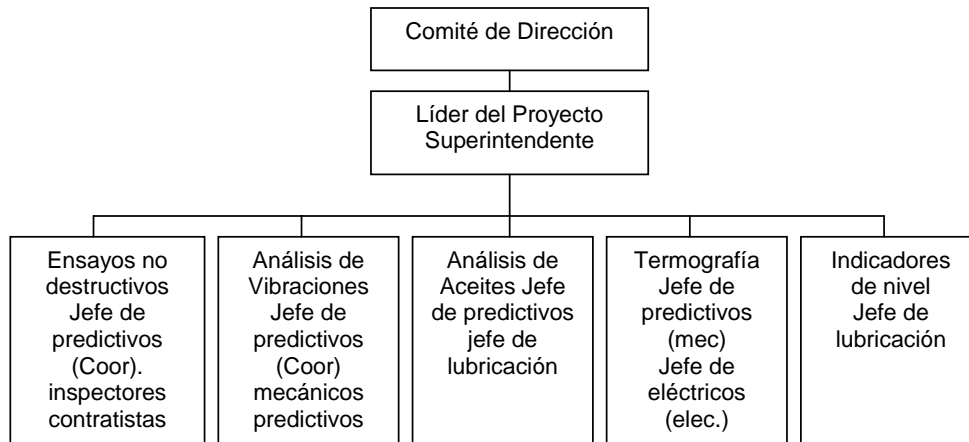 Comité de Dirección
Líder del Proyecto
Superintendente
Ensayos no
destructivos
Jefe de
predictivos
(Coor).
inspectores
contratistas
Análisis de
Vibraciones
Jefe de
predictivos
(Coor)
mecánicos
predictivos
Análisis de
Aceites Jefe
de predictivos
jefe de
lubricación
Termografía
Jefe de
predictivos
(mec)
Jefe de
eléctricos
(elec.)
Indicadores
de nivel
Jefe de
lubricación